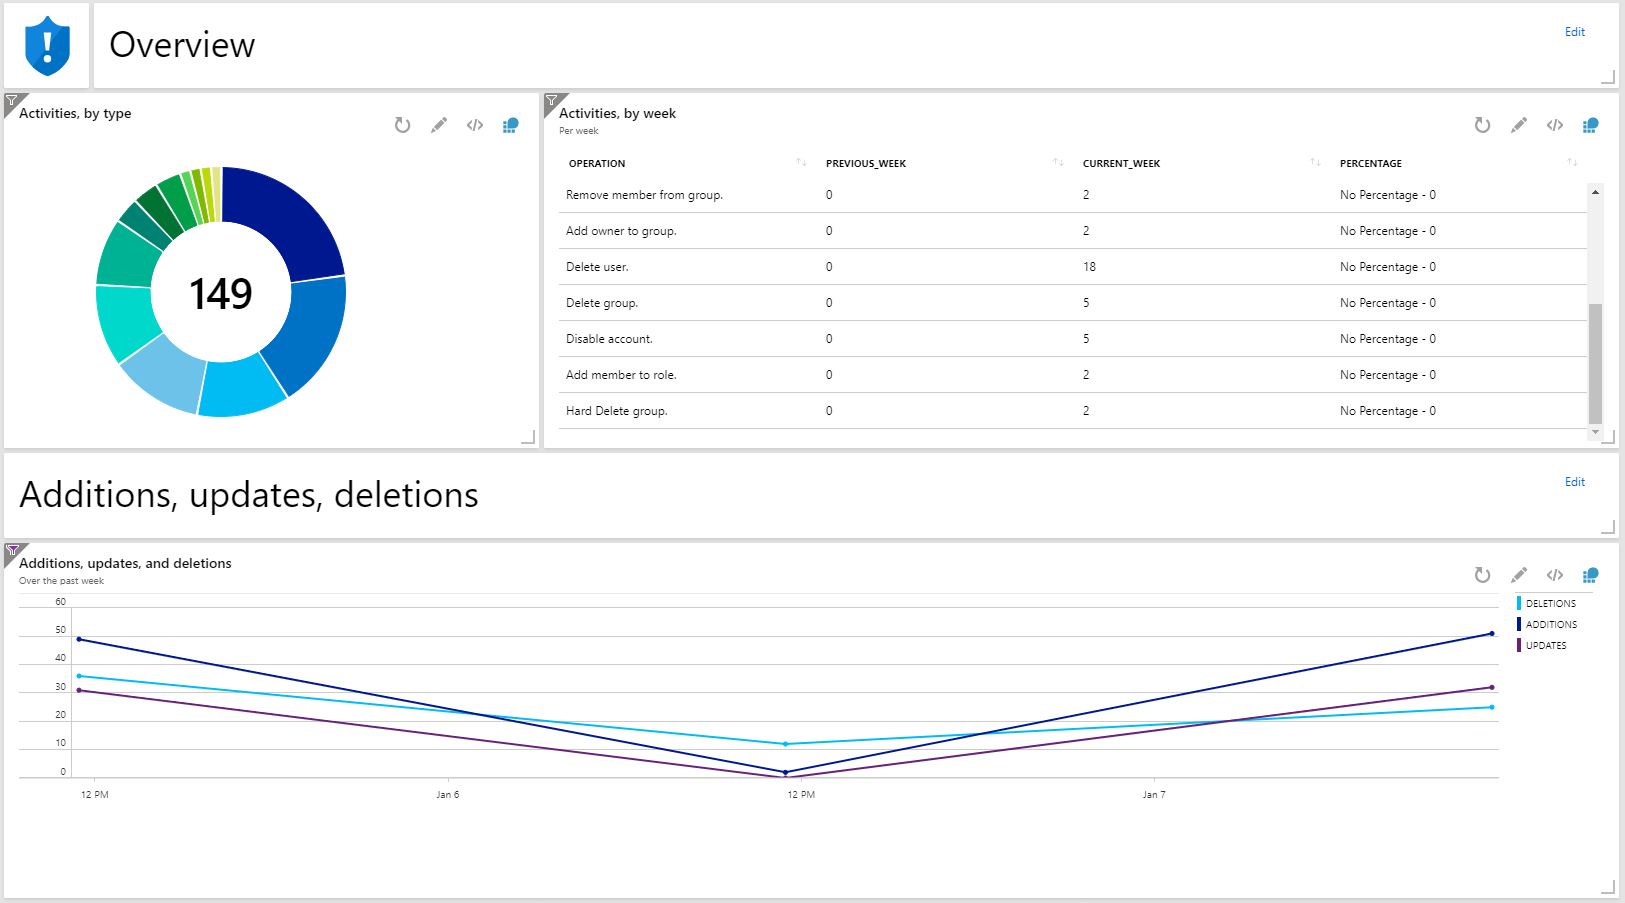 Overview
Edit
Activities, by type
149
Activities, by week
Per week
OPERATION PREVIOUS_WEEK CURRENT_WEEK PERCENTAGE
Remove member from group. 0 2 No Percentage - 0
Add owner to group. 0 2 No Percentage - 0
Delete user. 0 18 No Percentage - 0
Delete group. 0 5 No Percentage - 0
Disable account. 0 5 No Percentage - 0
Add member to role. 0 2 No Percentage - 0
Hard Delete group. 0 2 No Percentage - 0
Additions, updates, deletions
Edit
Additions, updates, and deletions
Over the past week
60
50
40
30
20
10
0
12 PM Jan 6 12 PM Jan 7
DELETIONS
ADDITIONS
UPDATES